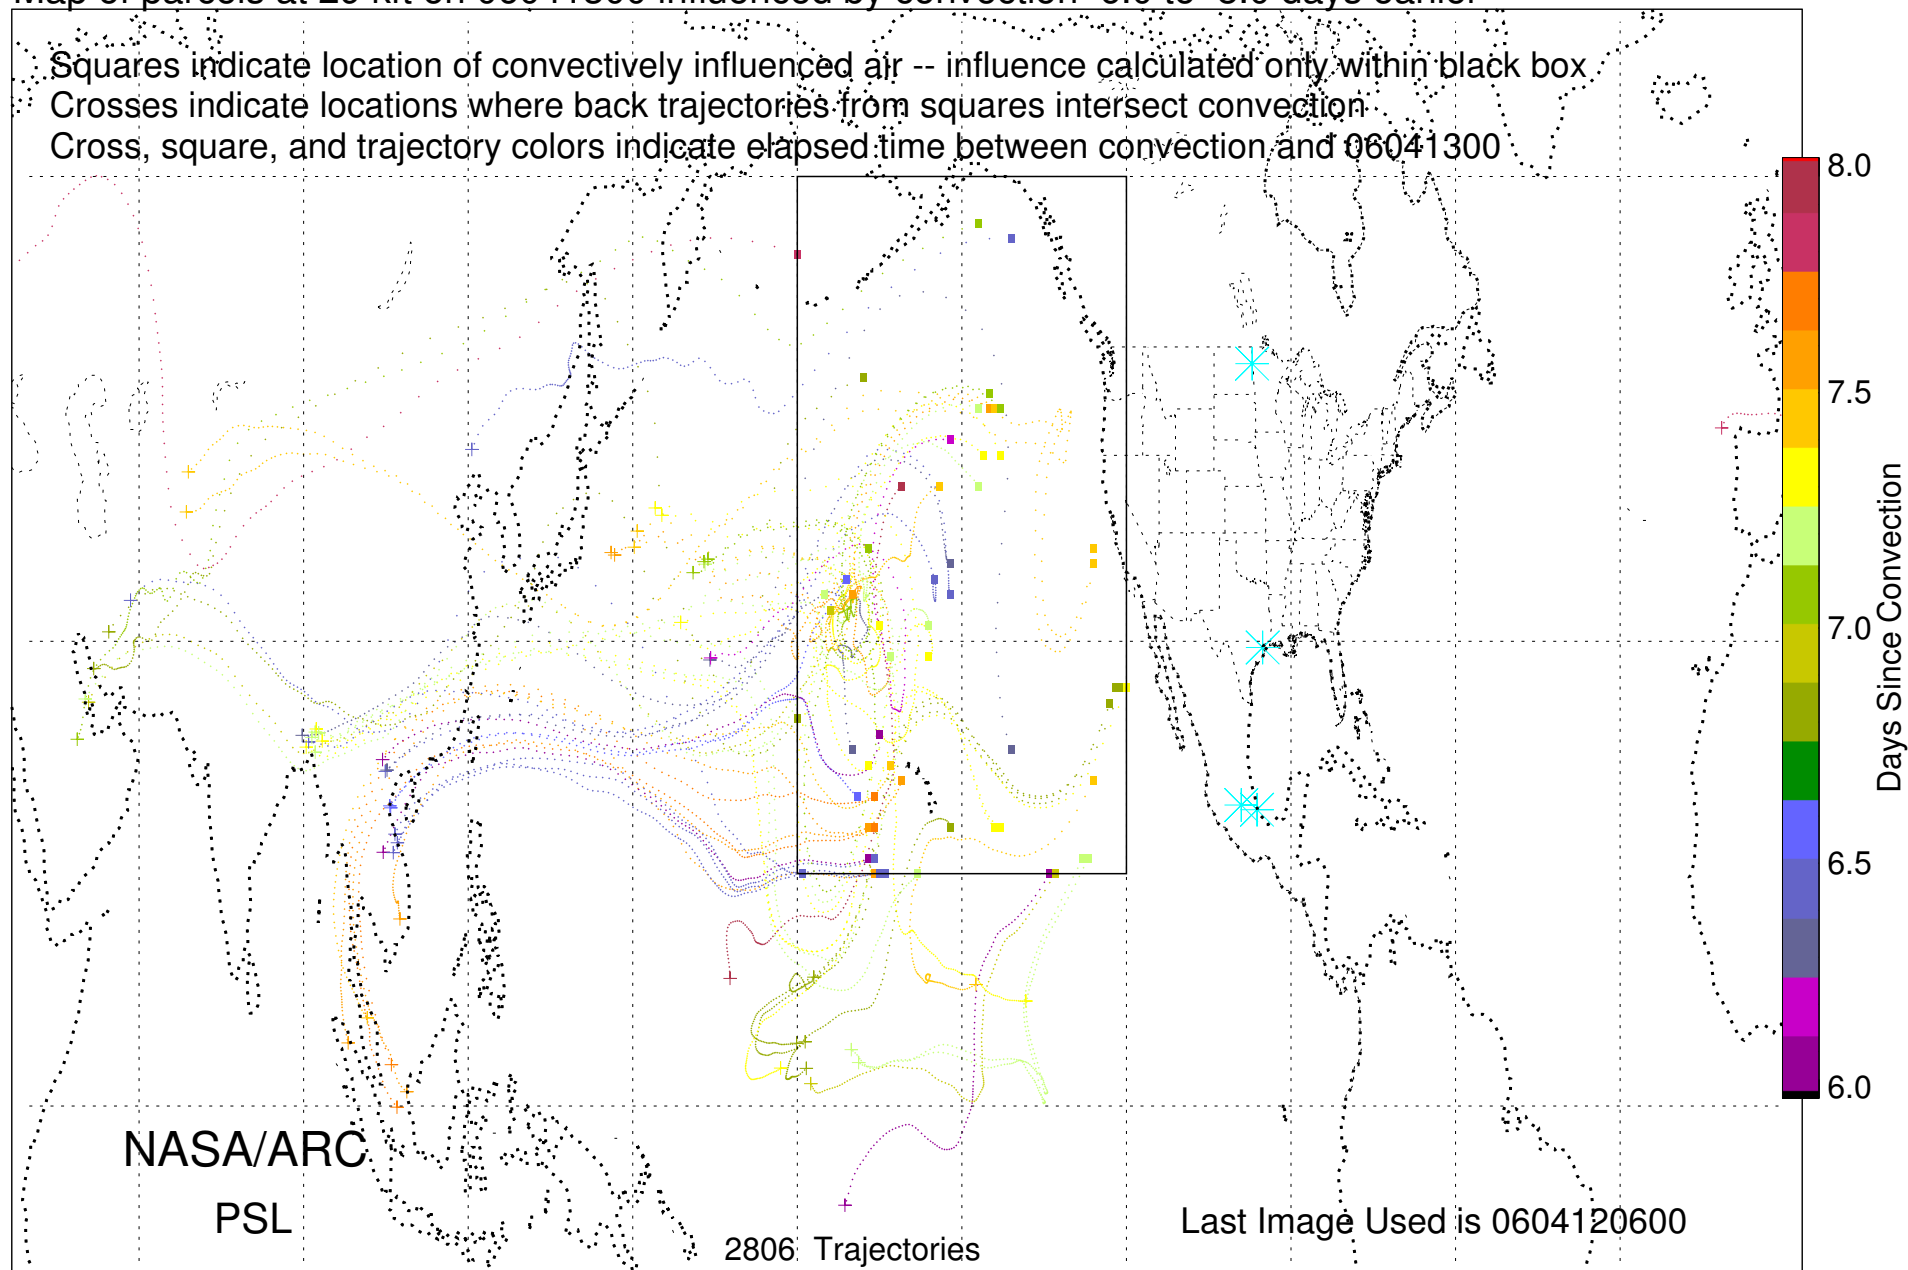 Squares indicate location of convectively influenced air -- influence calculated only within black box
Crosses indicate locations where back trajectories from squares intersect convection
Cross, square, and trajectory colors indicate elapsed time between convection and 06041300
8.0
7.5
7.0
6.5
6.0
Days Since Convection
NASA/ARC
PSL
2806 Trajectories
Last Image Used is 0604120600